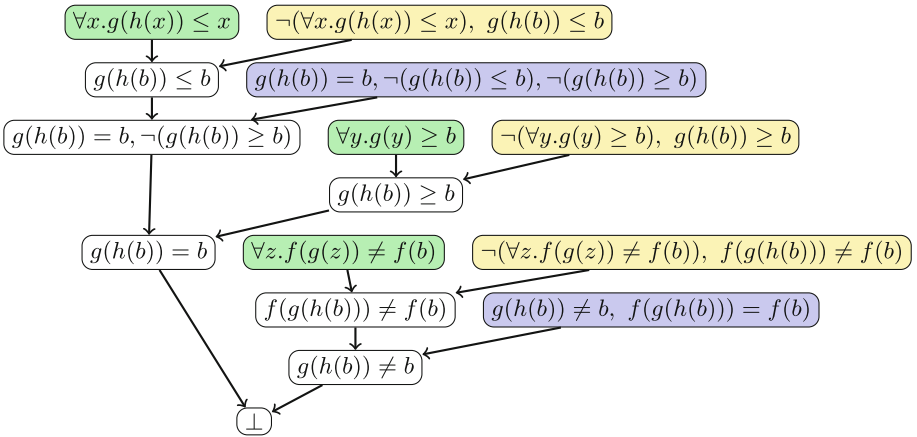 ∀x.g(h(x)) ≤ x
¬(∀x.g(h(x)) ≤ x), g(h(b)) ≤ b
g(h(b)) ≤ b
g(h(b)) = b, ¬(g(h(b)) ≤ b), ¬(g(h(b)) ≥ b)
g(h(b)) = b, ¬(g(h(b)) ≥ b)
∀y.g(y) ≥ b
¬(∀y.g(y) ≥ b), g(h(b)) ≥ b
g(h(b)) ≥ b
g(h(b)) = b
∀z.f(g(z)) ≠ f(b)
¬(∀z.f(g(z)) ≠ f(b)), f(g(h(b))) ≠ f(b)
f(g(h(b))) ≠ f(b)
g(h(b)) ≠ b, f(g(h(b))) = f(b)
g(h(b)) ≠ b
⊥